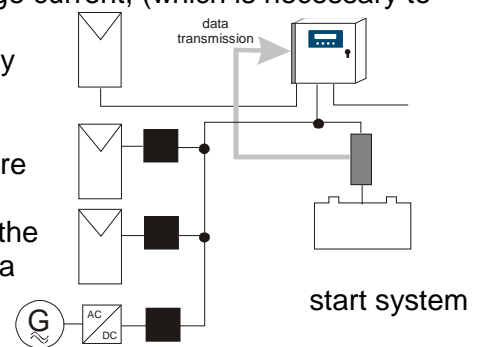 ge current, (which is necessary to
data
transmission
y
re
the
a
start system
G
AC
DC